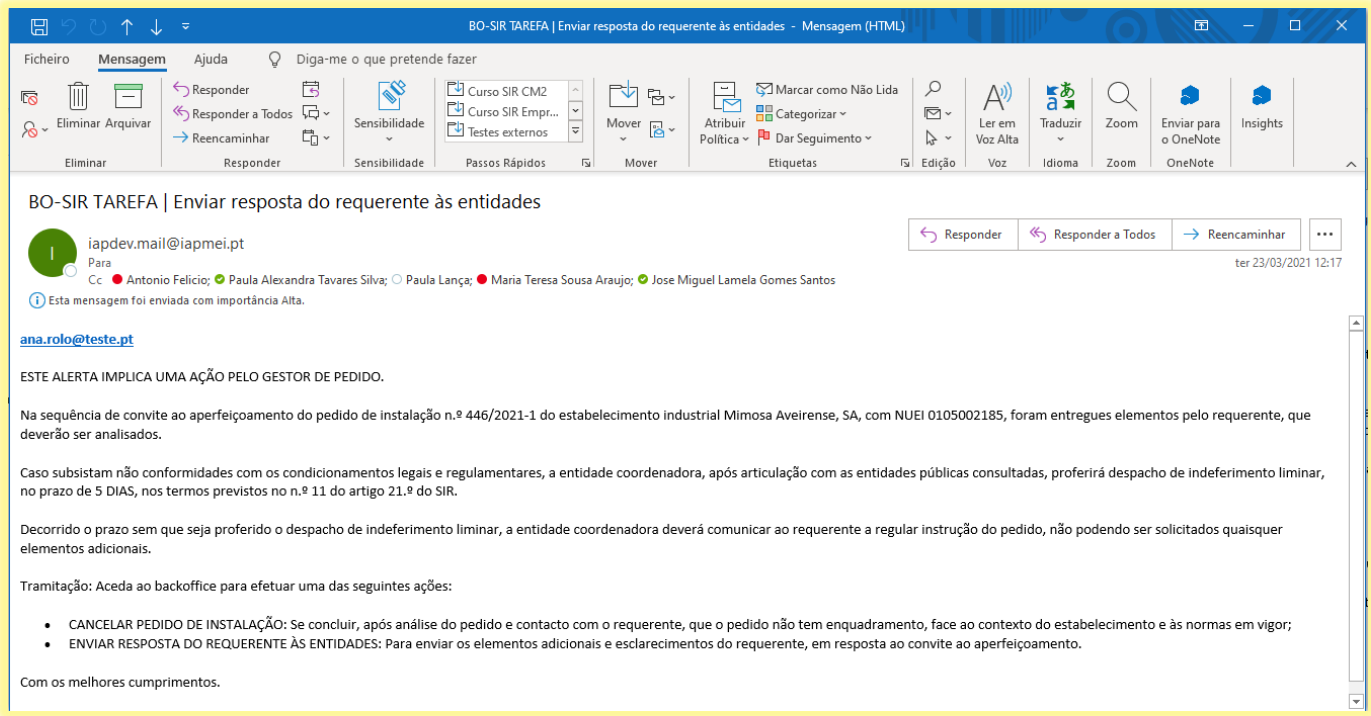 BO-SIR TAREFA | Enviar resposta do requerente às entidades - Mensagem (HTML)
Ficheiro Mensagem Ajuda Diga-me o que pretende fazer
Eliminar Arquivar
Responder
Responder a Todos
Reencaminhar
Sensibilidade
Curso SIR CM2
Curso SIR Empr...
Testes externos
Mover
Atribuir Política
Marcar como Não Lida
Categorizar
Dar Seguimento
Ler em Voz Alta
Traduzir
Zoom
Enviar para o OneNote
Insights
Eliminar Responder Sensibilidade Passos Rápidos Mover Etiquetas Edição Voz Idioma Zoom OneNote
BO-SIR TAREFA | Enviar resposta do requerente às entidades
I
iapdev.mail@iapmei.pt
Responder Responder a Todos Reencaminhar
Para
ter 23/03/2021 12:17
Cc Antonio Felicio; Paula Alexandra Tavares Silva; Paula Lança; Maria Teresa Sousa Araujo; Jose Miguel Lamela Gomes Santos
Esta mensagem foi enviada com importância Alta.
ana.rolo@teste.pt
ESTE ALERTA IMPLICA UMA AÇÃO PELO GESTOR DE PEDIDO.
Na sequência de convite ao aperfeiçoamento do pedido de instalação n.º 446/2021-1 do estabelecimento industrial Mimosa Aveirense, SA, com NUEI 0105002185, foram entregues elementos pelo requerente, que
deverão ser analisados.
Caso subsistam não conformidades com os condicionamentos legais e regulamentares, a entidade coordenadora, após articulação com as entidades públicas consultadas, proferirá despacho de indeferimento liminar,
no prazo de 5 DIAS, nos termos previstos no n.º 11 do artigo 21.º do SIR.
Decorrido o prazo sem que seja proferido o despacho de indeferimento liminar, a entidade coordenadora deverá comunicar ao requerente a regular instrução do pedido, não podendo ser solicitados quaisquer
elementos adicionais.
Tramitação: Aceda ao backoffice para efetuar uma das seguintes ações:
• CANCELAR PEDIDO DE INSTALAÇÃO: Se concluir, após análise do pedido e contacto com o requerente, que o pedido não tem enquadramento, face ao contexto do estabelecimento e às normas em vigor;
• ENVIAR RESPOSTA DO REQUERENTE ÀS ENTIDADES: Para enviar os elementos adicionais e esclarecimentos do requerente, em resposta ao convite ao aperfeiçoamento.
Com os melhores cumprimentos.